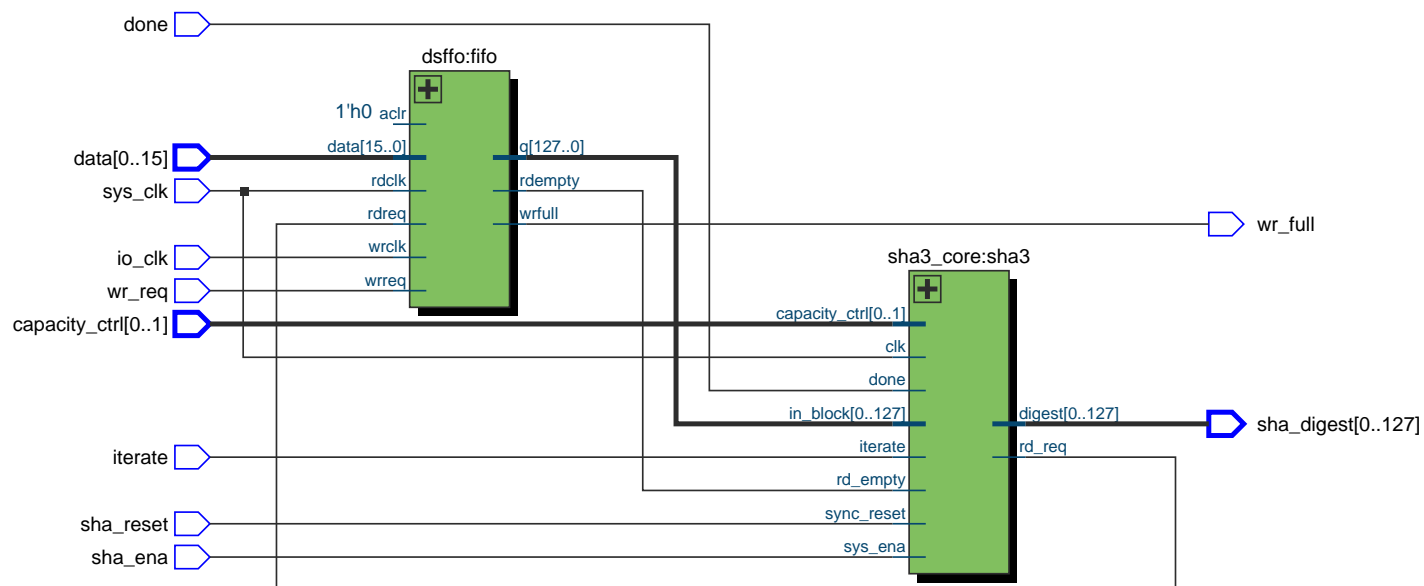 done
dsffo:fifo
1'h0 aclr
data[0..15] data[15..0] q[127..0]
sys_clk rdclk rdempty
rdreq wrfull wr_full
io_clk wrclk
sha3_core:sha3
wr_req wrreq
capacity_ctrl[0..1] capacity_ctrl[0..1]
clk
done
in_block[0..127] digest[0..127] sha_digest[0..127]
iterate iterate rd_req
rd_empty
sha_reset sync_reset
sha_ena sys_ena